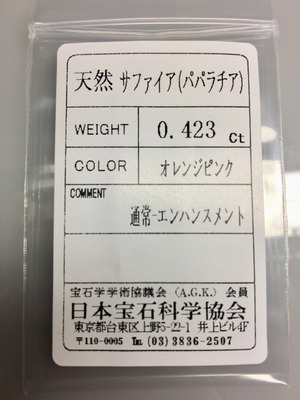 天然 サファイア(パパラチア)
WEIGHT 0.423 Ct
COLOR オレンジピンク
COMMENT
通常-エンハンスメント
宝石学学術協議会 (A.G.K.) 会員
日本宝石科学協会
東京都台東区上野5-22-1 井上ビル4F
〒110-0005 TEL (03) 3836-2507